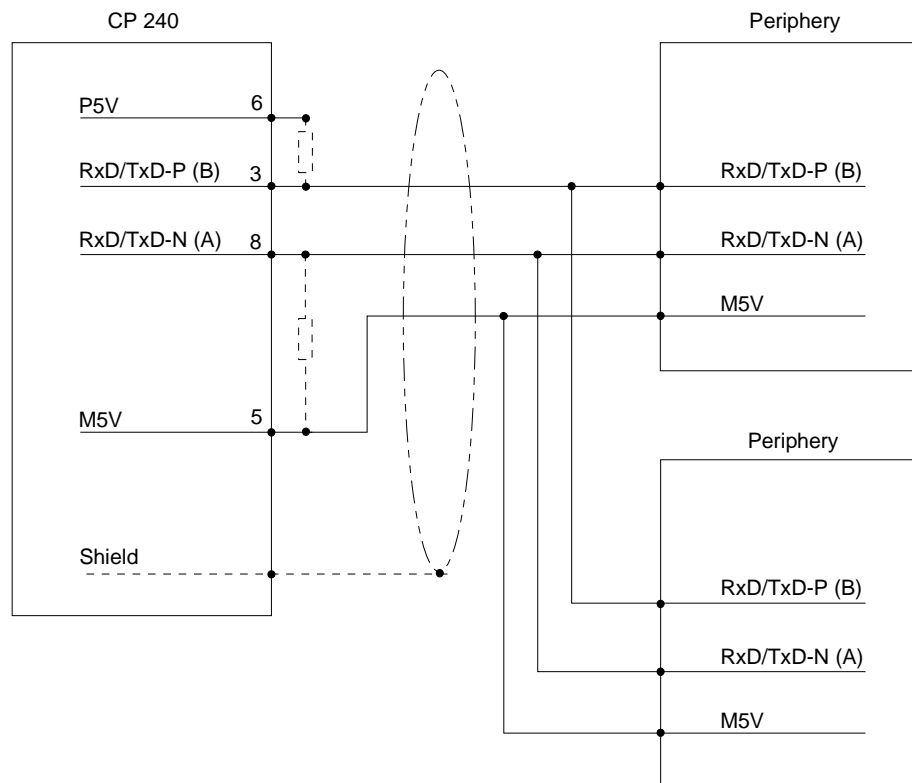 CP 240
Periphery
P5V 6
RxD/TxD-P (B) 3
RxD/TxD-P (B)
RxD/TxD-N (A) 8
RxD/TxD-N (A)
M5V
M5V 5
Periphery
Shield
RxD/TxD-P (B)
RxD/TxD-N (A)
M5V